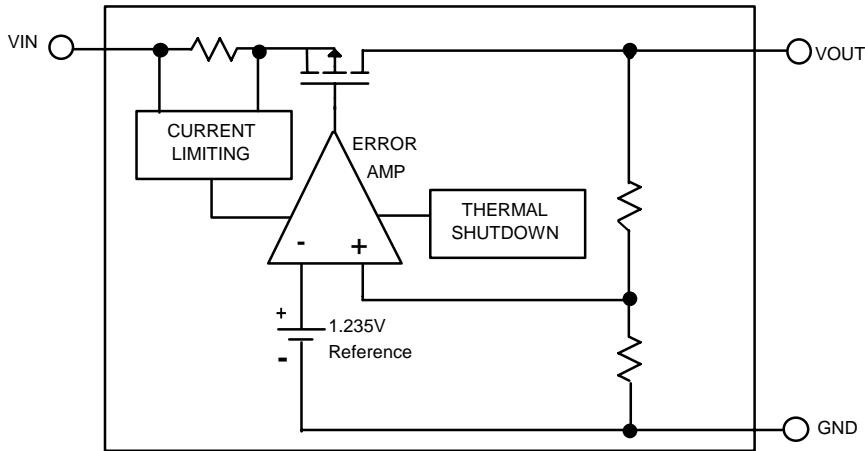 VIN
VOUT
CURRENT
LIMITING
ERROR
AMP
THERMAL
SHUTDOWN
- +
+
1.235V
-
Reference
GND